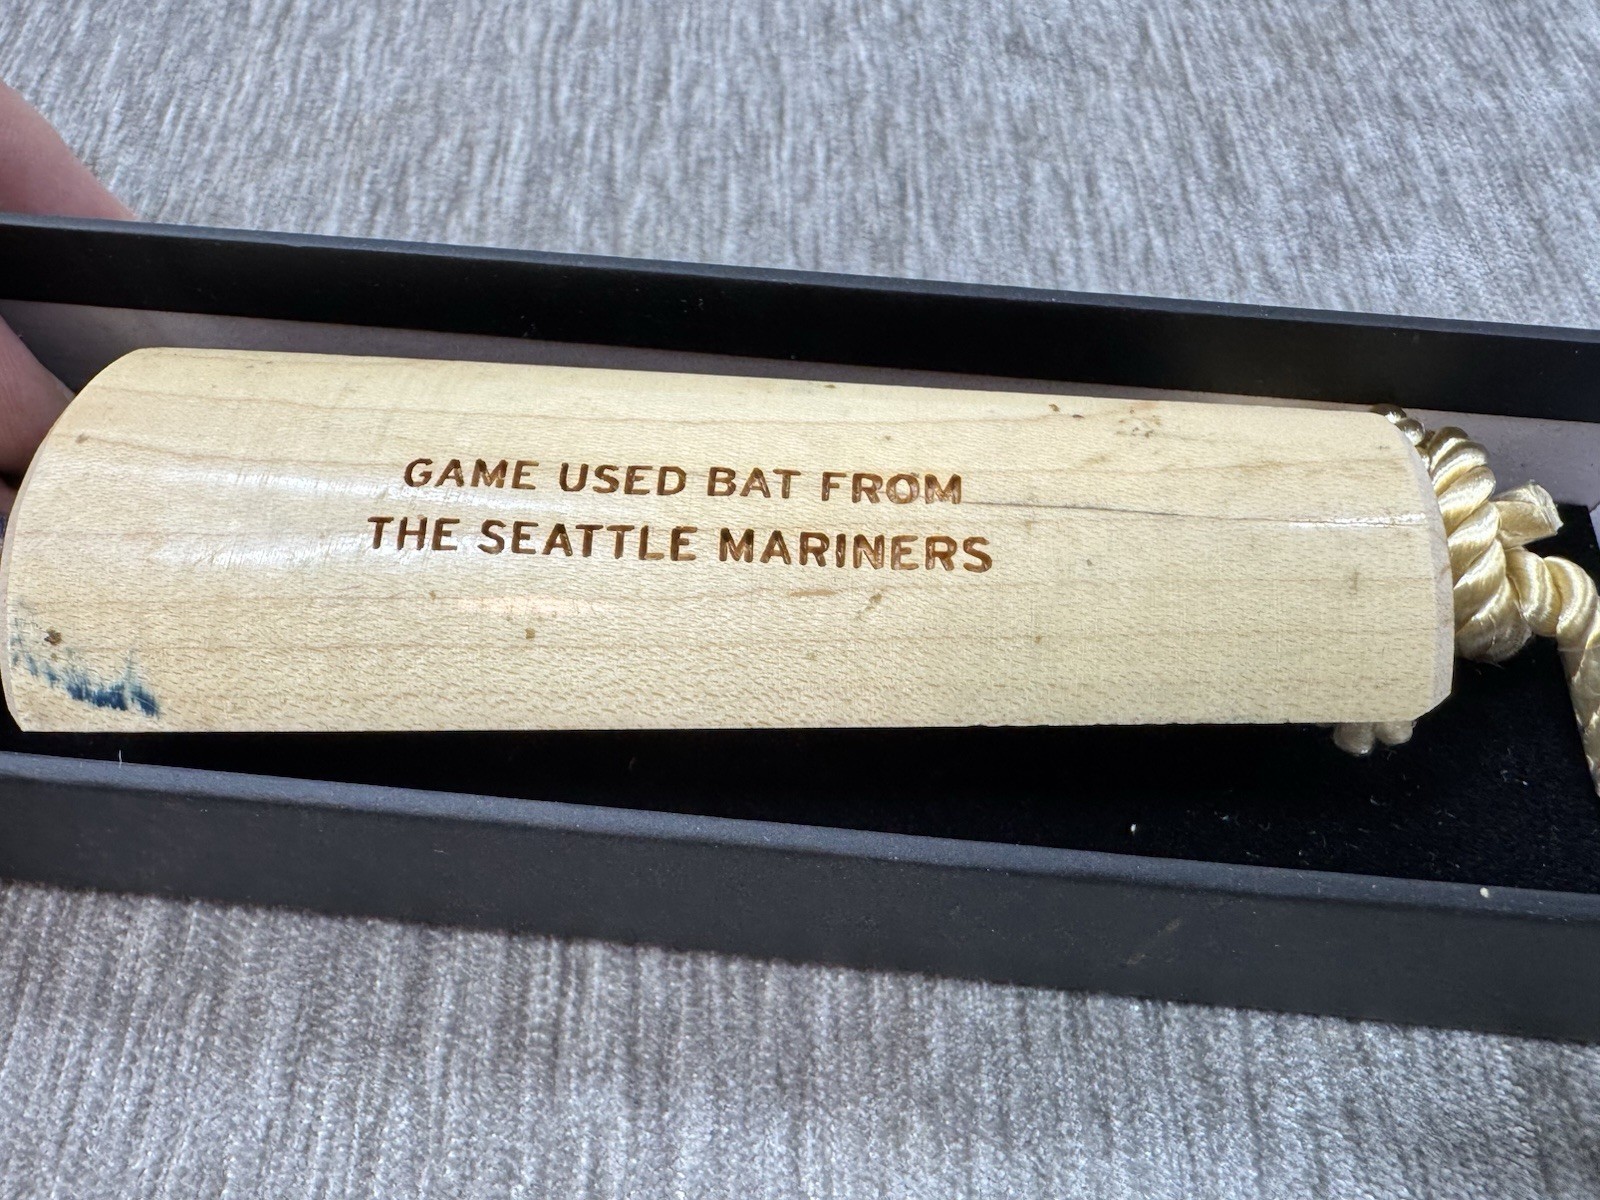 GAME USED BAT FROM
THE SEATTLE MARINERS